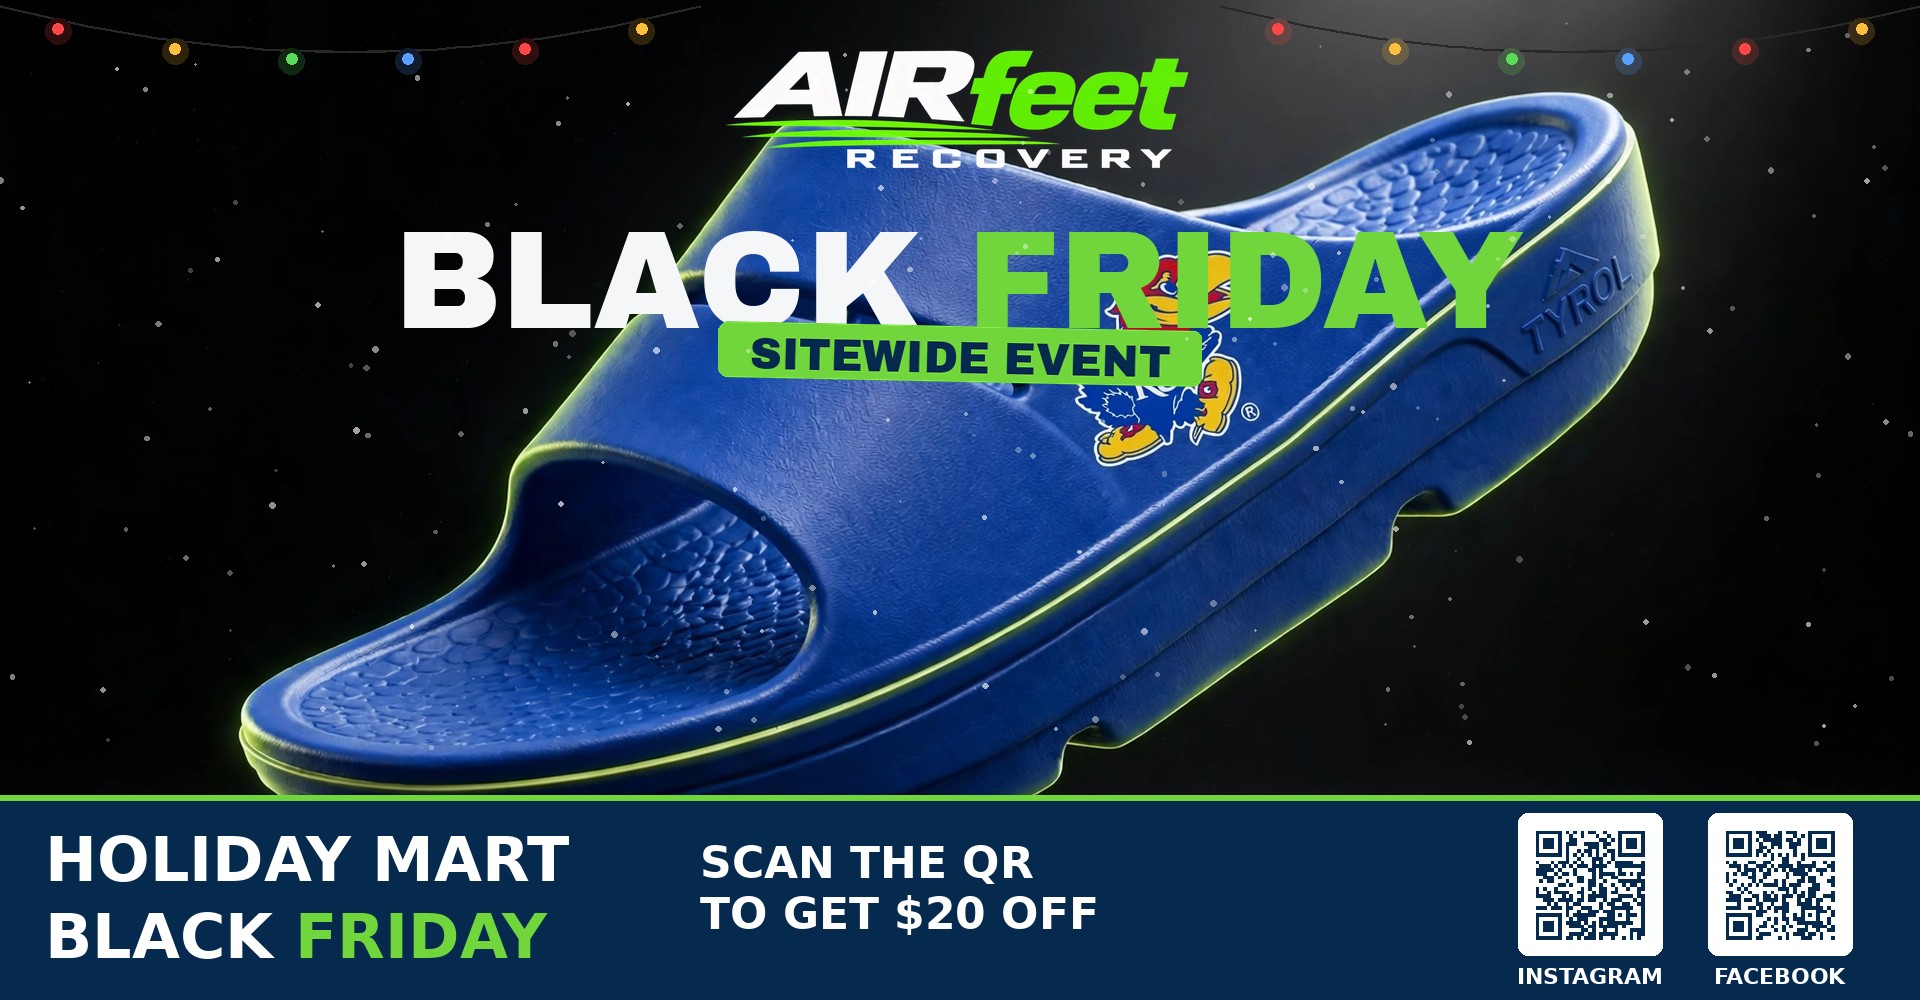 AIRfeet
RECOVERY
BLACK FRIDAY
SITEWIDE EVENT
TYROL
®
HOLIDAY MART
BLACK FRIDAY
SCAN THE QR
TO GET $20 OFF
INSTAGRAM
FACEBOOK